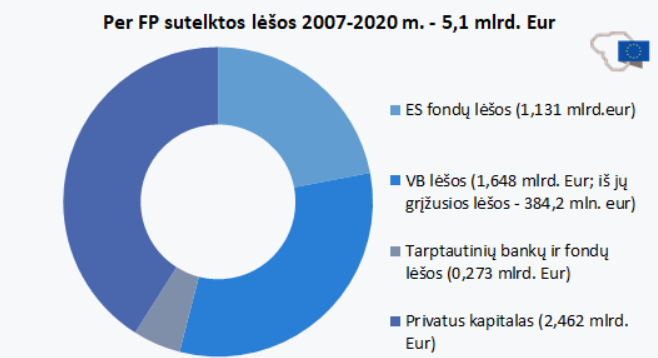 Per FP sutelktos lėšos 2007-2020 m. - 5,1 mlrd. Eur
ES fondų lėšos (1,131 mlrd.eur)
VB lėšos (1,648 mlrd. Eur; iš jų
grįžusios lėšos - 384,2 mln. eur)
Tarptautinių bankų ir fondų
lėšos (0,273 mlrd. Eur)
Privatus kapitalas (2,462 mlrd.
Eur)